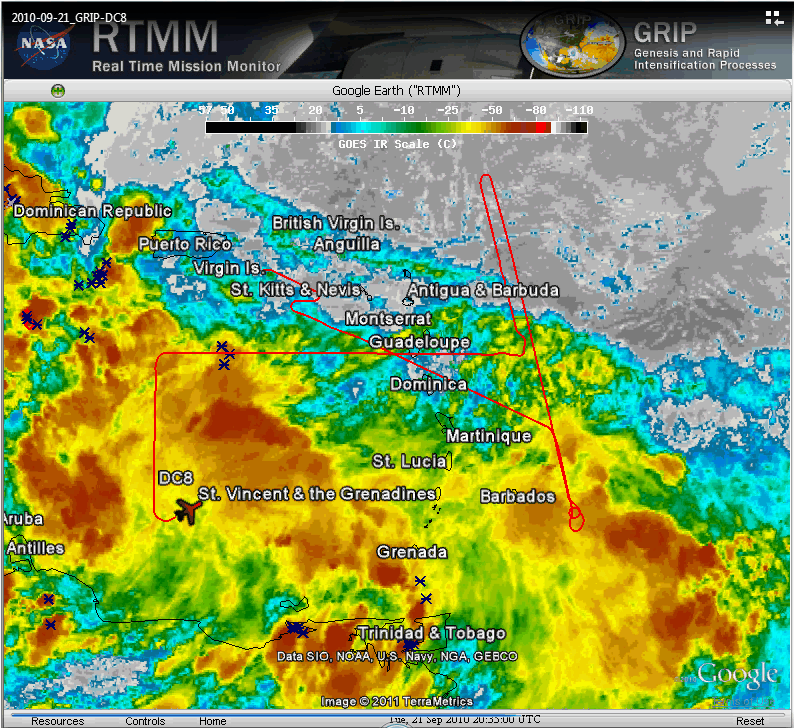 2010-09-21_GRIP-DC8
NASA
RTMM
Real Time Mission Monitor
GRIP
GRIP
Genesis and Rapid
Intensification Processes
Google Earth ("RTMM")
57 50 35 20 5 -10 -25 -50 -80 -110
GOES IR Scale (C)
Dominican Republic
British Virgin Is.
Puerto Rico
Anguilla
Virgin Is.
St. Kitts & Nevis
Antigua & Barbuda
Montserrat
Guadeloupe
Dominica
Martinique
St. Lucia
DC8
St. Vincent & the Grenadines
Barbados
Aruba
Antilles
Grenada
Trinidad & Tobago
Data SIO, NOAA, U.S. Navy, NGA, GEBCO
Google
Image © 2011 TerraMetrics
Resources
Controls
Home
Tue, 21 Sep 2010 20:35:00 UTC
Reset